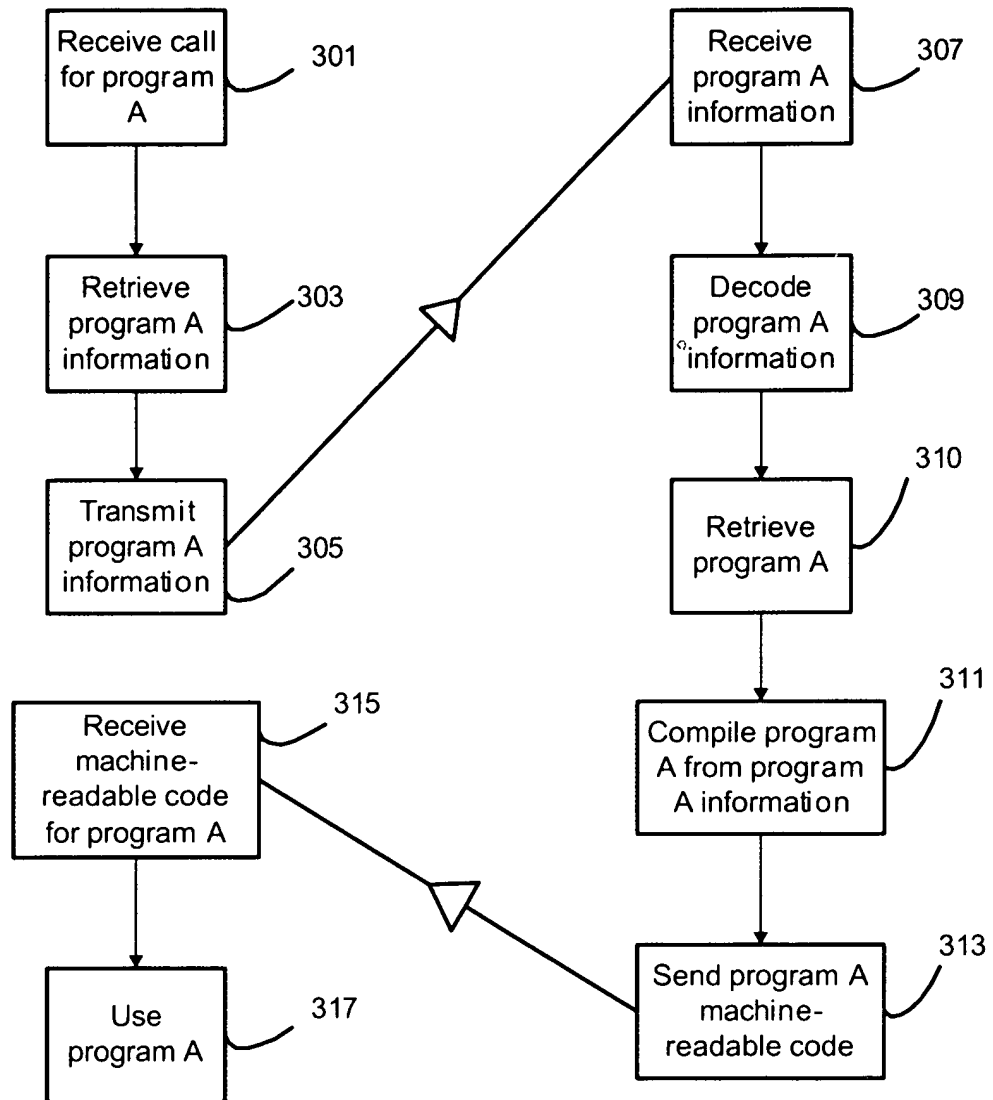 Receive call
for program
A
301
Retrieve
program A
information
303
Transmit
program A
information
305
Receive
program A
information
307
Decode
program A
information
309
Retrieve
program A
310
Compile program
A from program
A information
311
Send program A
machine-
readable code
313
Receive
machine-
readable code
for program A
315
Use
program A
317